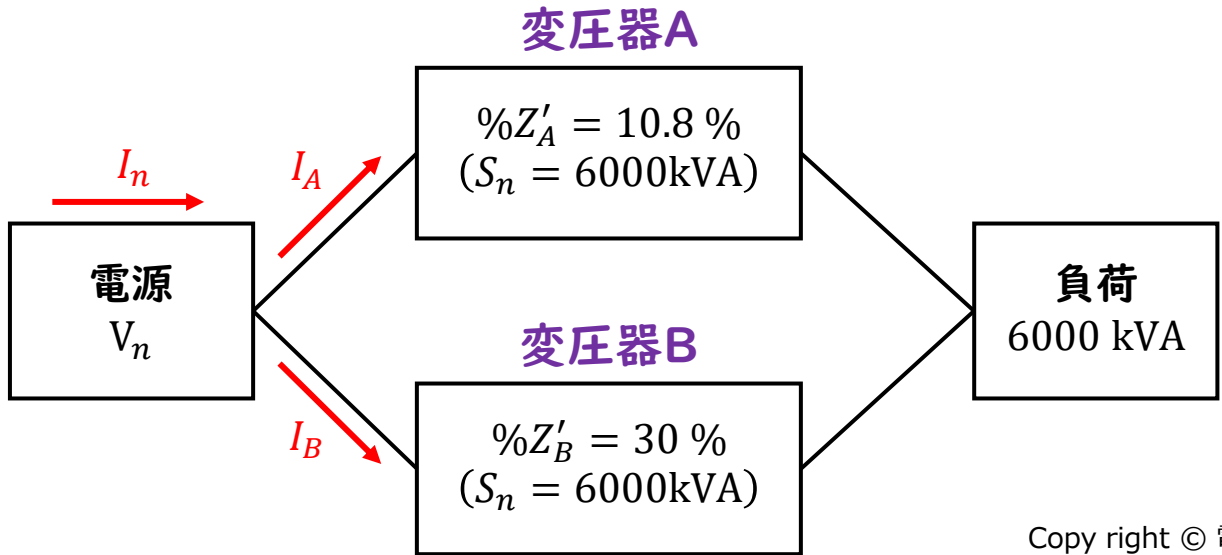 変圧器A
%Z'_A = 10.8 %
(S_n = 6000kVA)
I_n
I_A
電源
V_n
負荷
6000 kVA
変圧器B
I_B
%Z'_B = 30 %
(S_n = 6000kVA)
Copy right ©